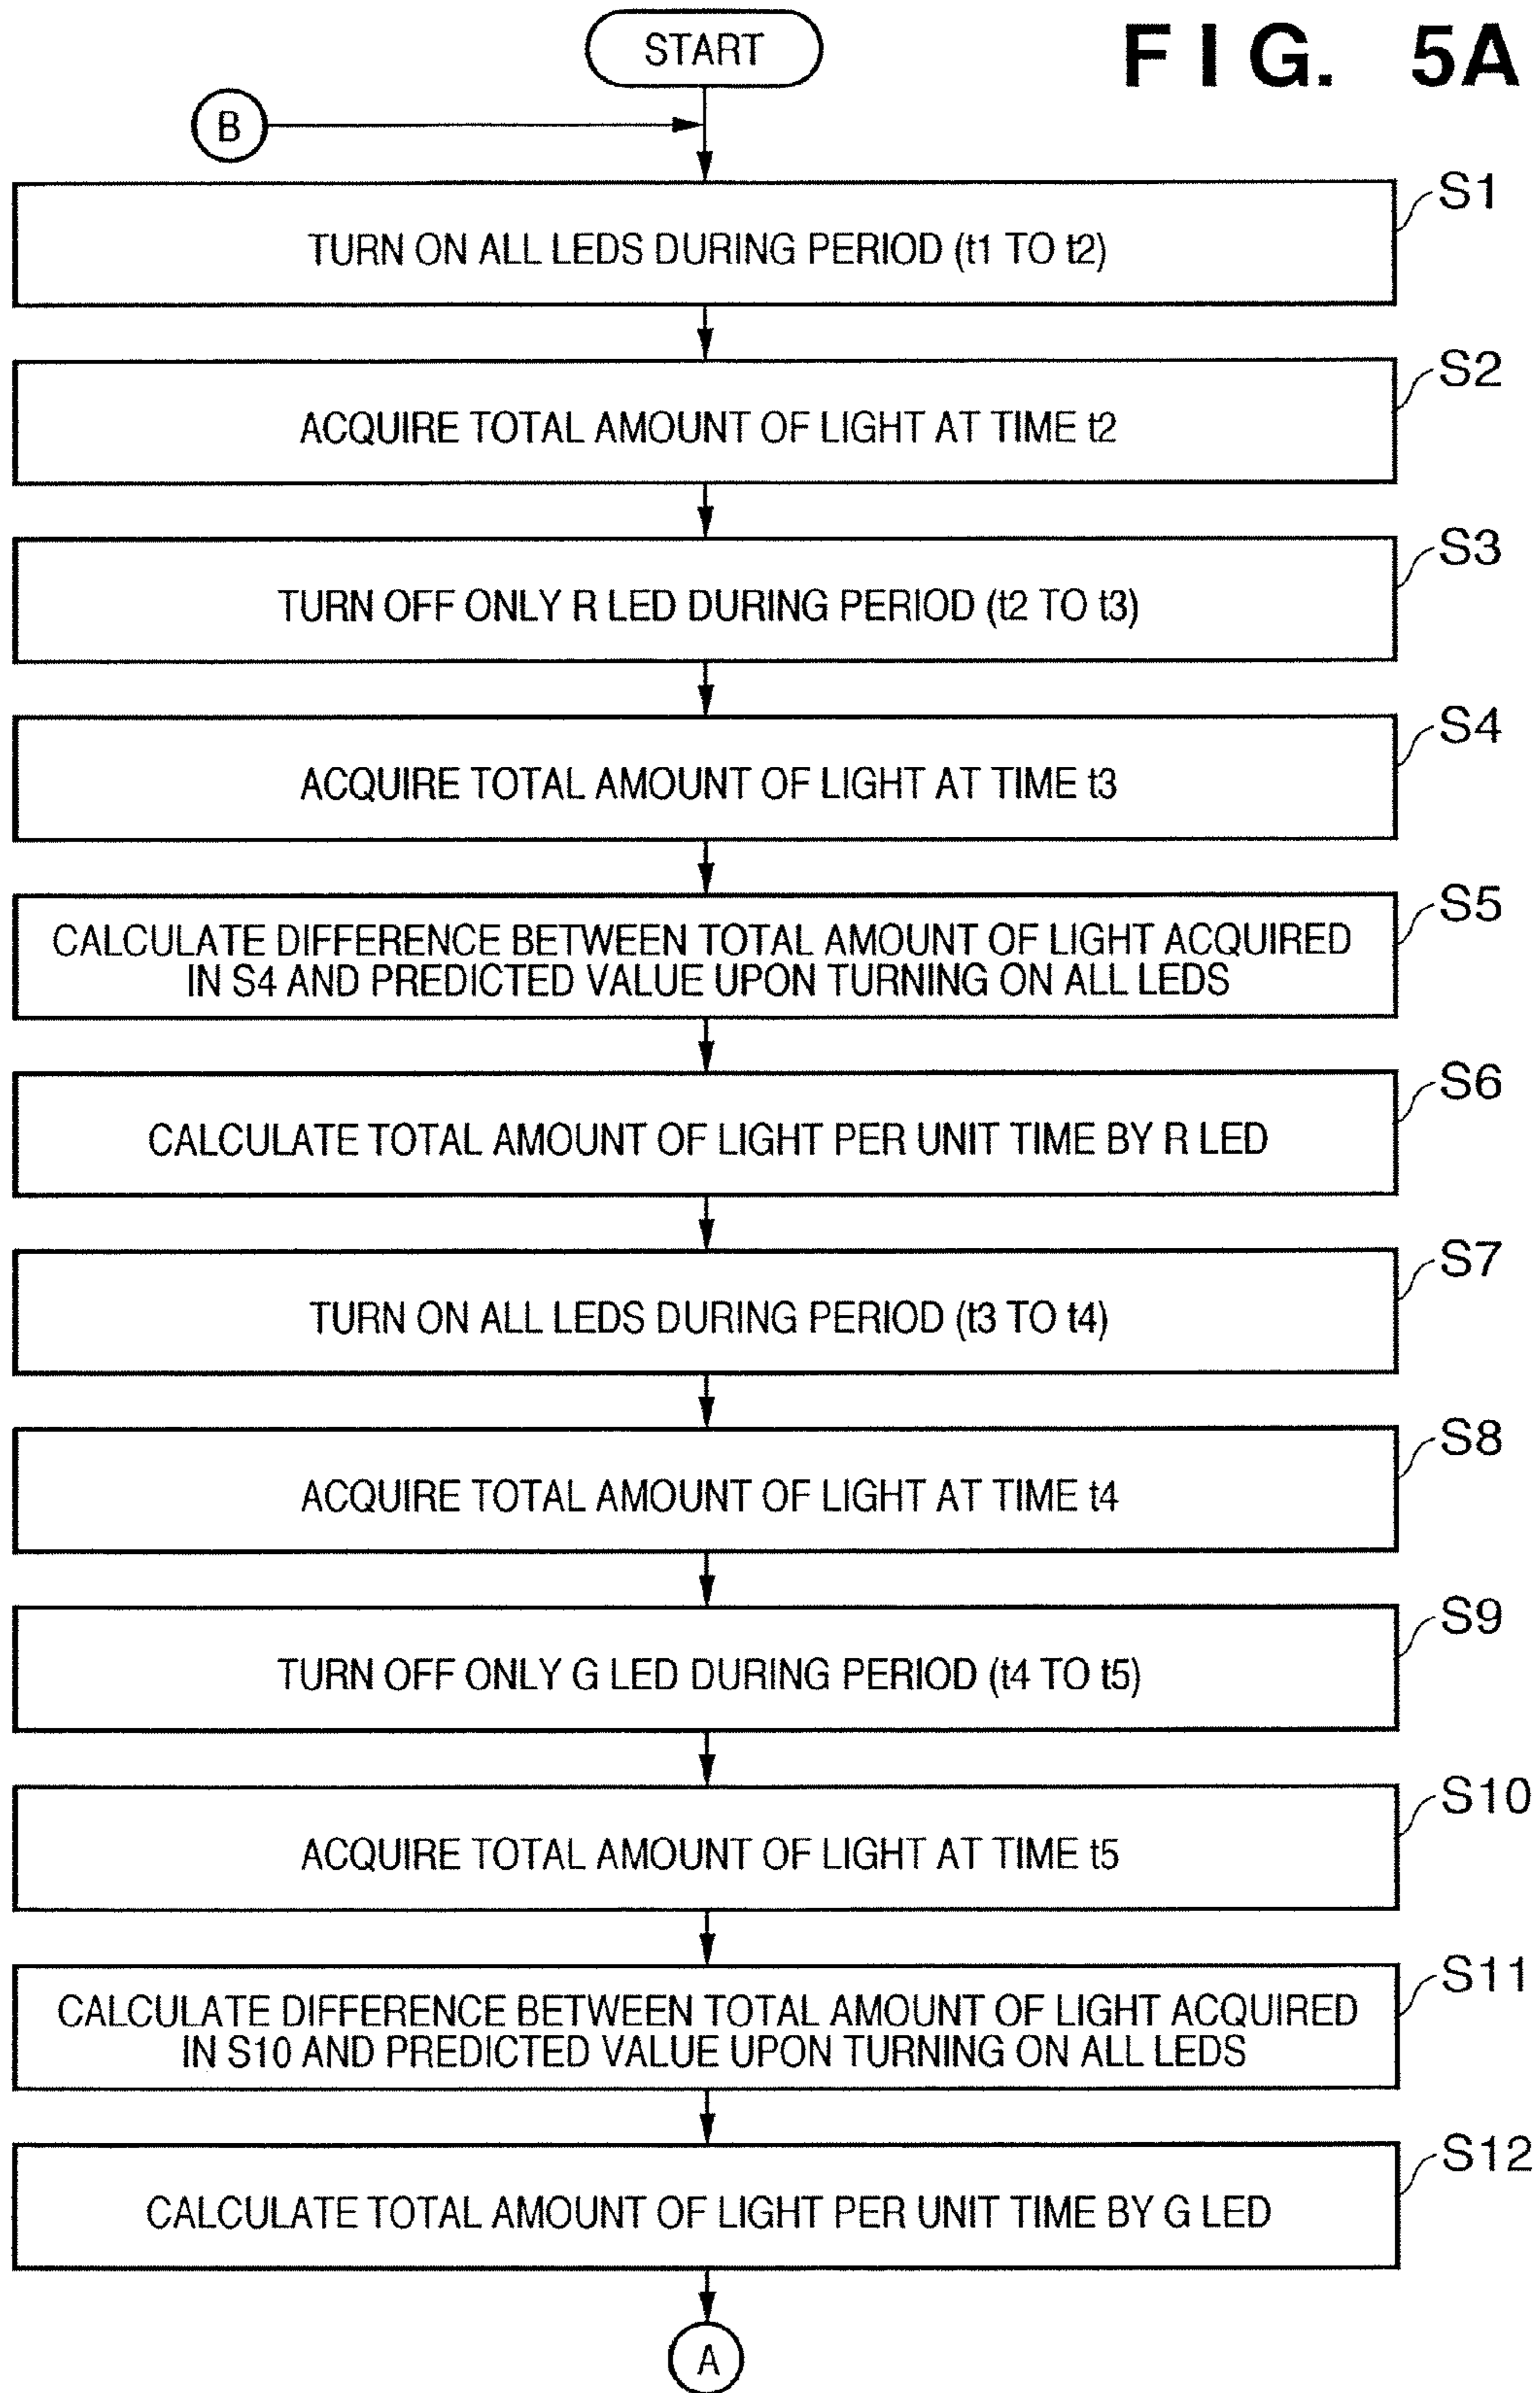 FIG. 5A
START
B
S1
TURN ON ALL LEDS DURING PERIOD (t1 TO t2)
S2
ACQUIRE TOTAL AMOUNT OF LIGHT AT TIME t2
S3
TURN OFF ONLY R LED DURING PERIOD (t2 TO t3)
S4
ACQUIRE TOTAL AMOUNT OF LIGHT AT TIME t3
S5
CALCULATE DIFFERENCE BETWEEN TOTAL AMOUNT OF LIGHT ACQUIRED
IN S4 AND PREDICTED VALUE UPON TURNING ON ALL LEDS
S6
CALCULATE TOTAL AMOUNT OF LIGHT PER UNIT TIME BY R LED
S7
TURN ON ALL LEDS DURING PERIOD (t3 TO t4)
S8
ACQUIRE TOTAL AMOUNT OF LIGHT AT TIME t4
S9
TURN OFF ONLY G LED DURING PERIOD (t4 TO t5)
S10
ACQUIRE TOTAL AMOUNT OF LIGHT AT TIME t5
S11
CALCULATE DIFFERENCE BETWEEN TOTAL AMOUNT OF LIGHT ACQUIRED
IN S10 AND PREDICTED VALUE UPON TURNING ON ALL LEDS
S12
CALCULATE TOTAL AMOUNT OF LIGHT PER UNIT TIME BY G LED
A